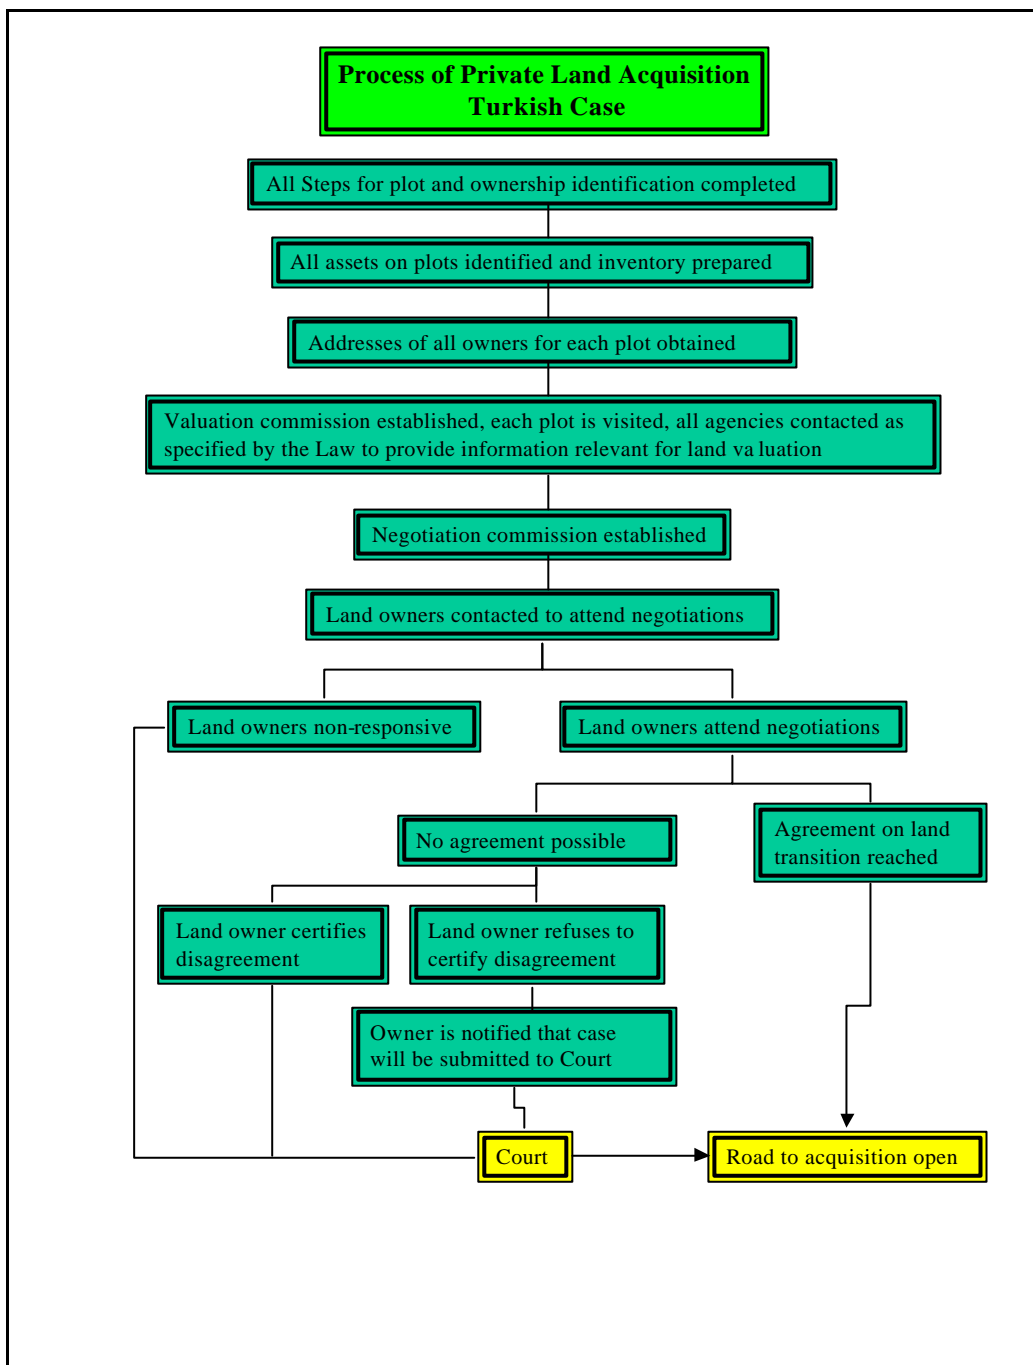 Process of Private Land Acquisition
Turkish Case
All Steps for plot and ownership identification completed
All assets on plots identified and inventory prepared
Addresses of all owners for each plot obtained
Valuation commission established, each plot is visited, all agencies contacted as
specified by the Law to provide information relevant for land va luation
Negotiation commission established
Land owners contacted to attend negotiations
Land owners non-responsive
Land owners attend negotiations
No agreement possible
Agreement on land
transition reached
Land owner certifies
disagreement
Land owner refuses to
certify disagreement
Owner is notified that case
will be submitted to Court
Court
Road to acquisition open